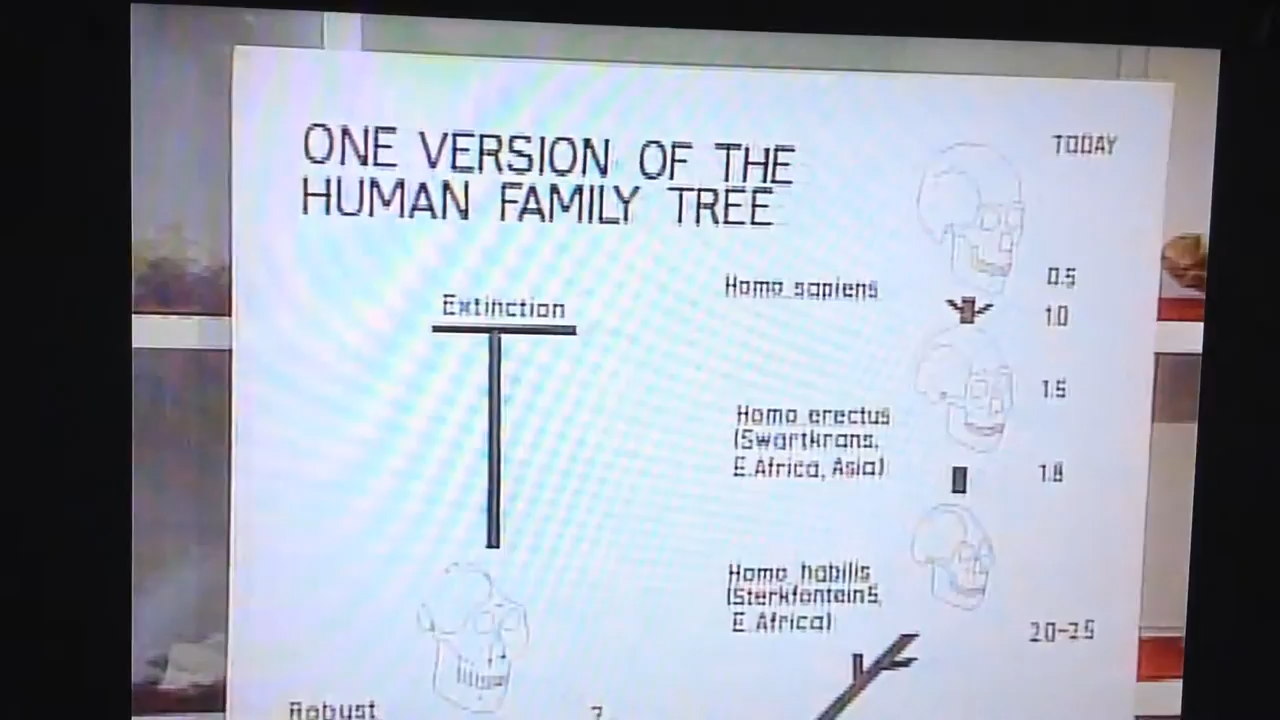 ONE VERSION OF THE
HUMAN FAMILY TREE
TODAY
Homo sapiens
0.5
1.0
Extinction
1.5
Homo erectus
(Swartkrans,
E.Africa, Asia)
1.8
Homo habilis
(Sterkfontein5,
E.Africa)
2.0-2.5
Robust
?